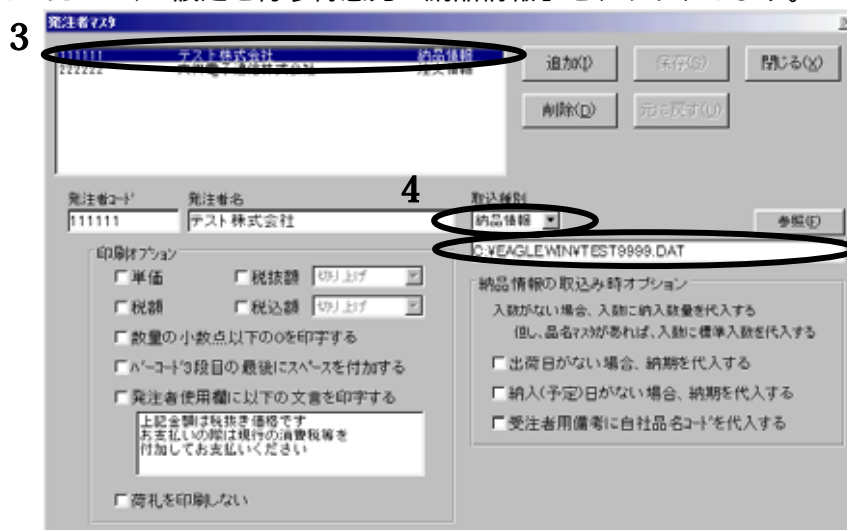 発注者マスタ
3
111111 テスト株式会社 納品情報
222222
追加(I) 保存(S) 閉じる(X)
削除(D) 元に戻す(U)
発注者コード 発注者名 4 取込種別
111111 テスト株式会社 納品情報 参照(F)
C:¥EAGLEWIN¥TEST9999.DAT
印刷オプション
単価 税抜額 切り上げ
税額 税込額 切り上げ
数量の小数点以下の0を印字する
バーコード3段目の最後にスペースを付加する
発注者使用欄に以下の文言を印字する
上記金額は税抜き価格です
お支払いの際は現行の消費税等を
付加してお支払いください
荷札を印刷しない
納品情報の取込み時オプション
入数がない場合、入数に納入数量を代入する
但し、品名マスタがあれば、入数に標準入数を代入する
出荷日がない場合、納期を代入する
納入(予定)日がない場合、納期を代入する
受注者用備考に自社品名コードを代入する